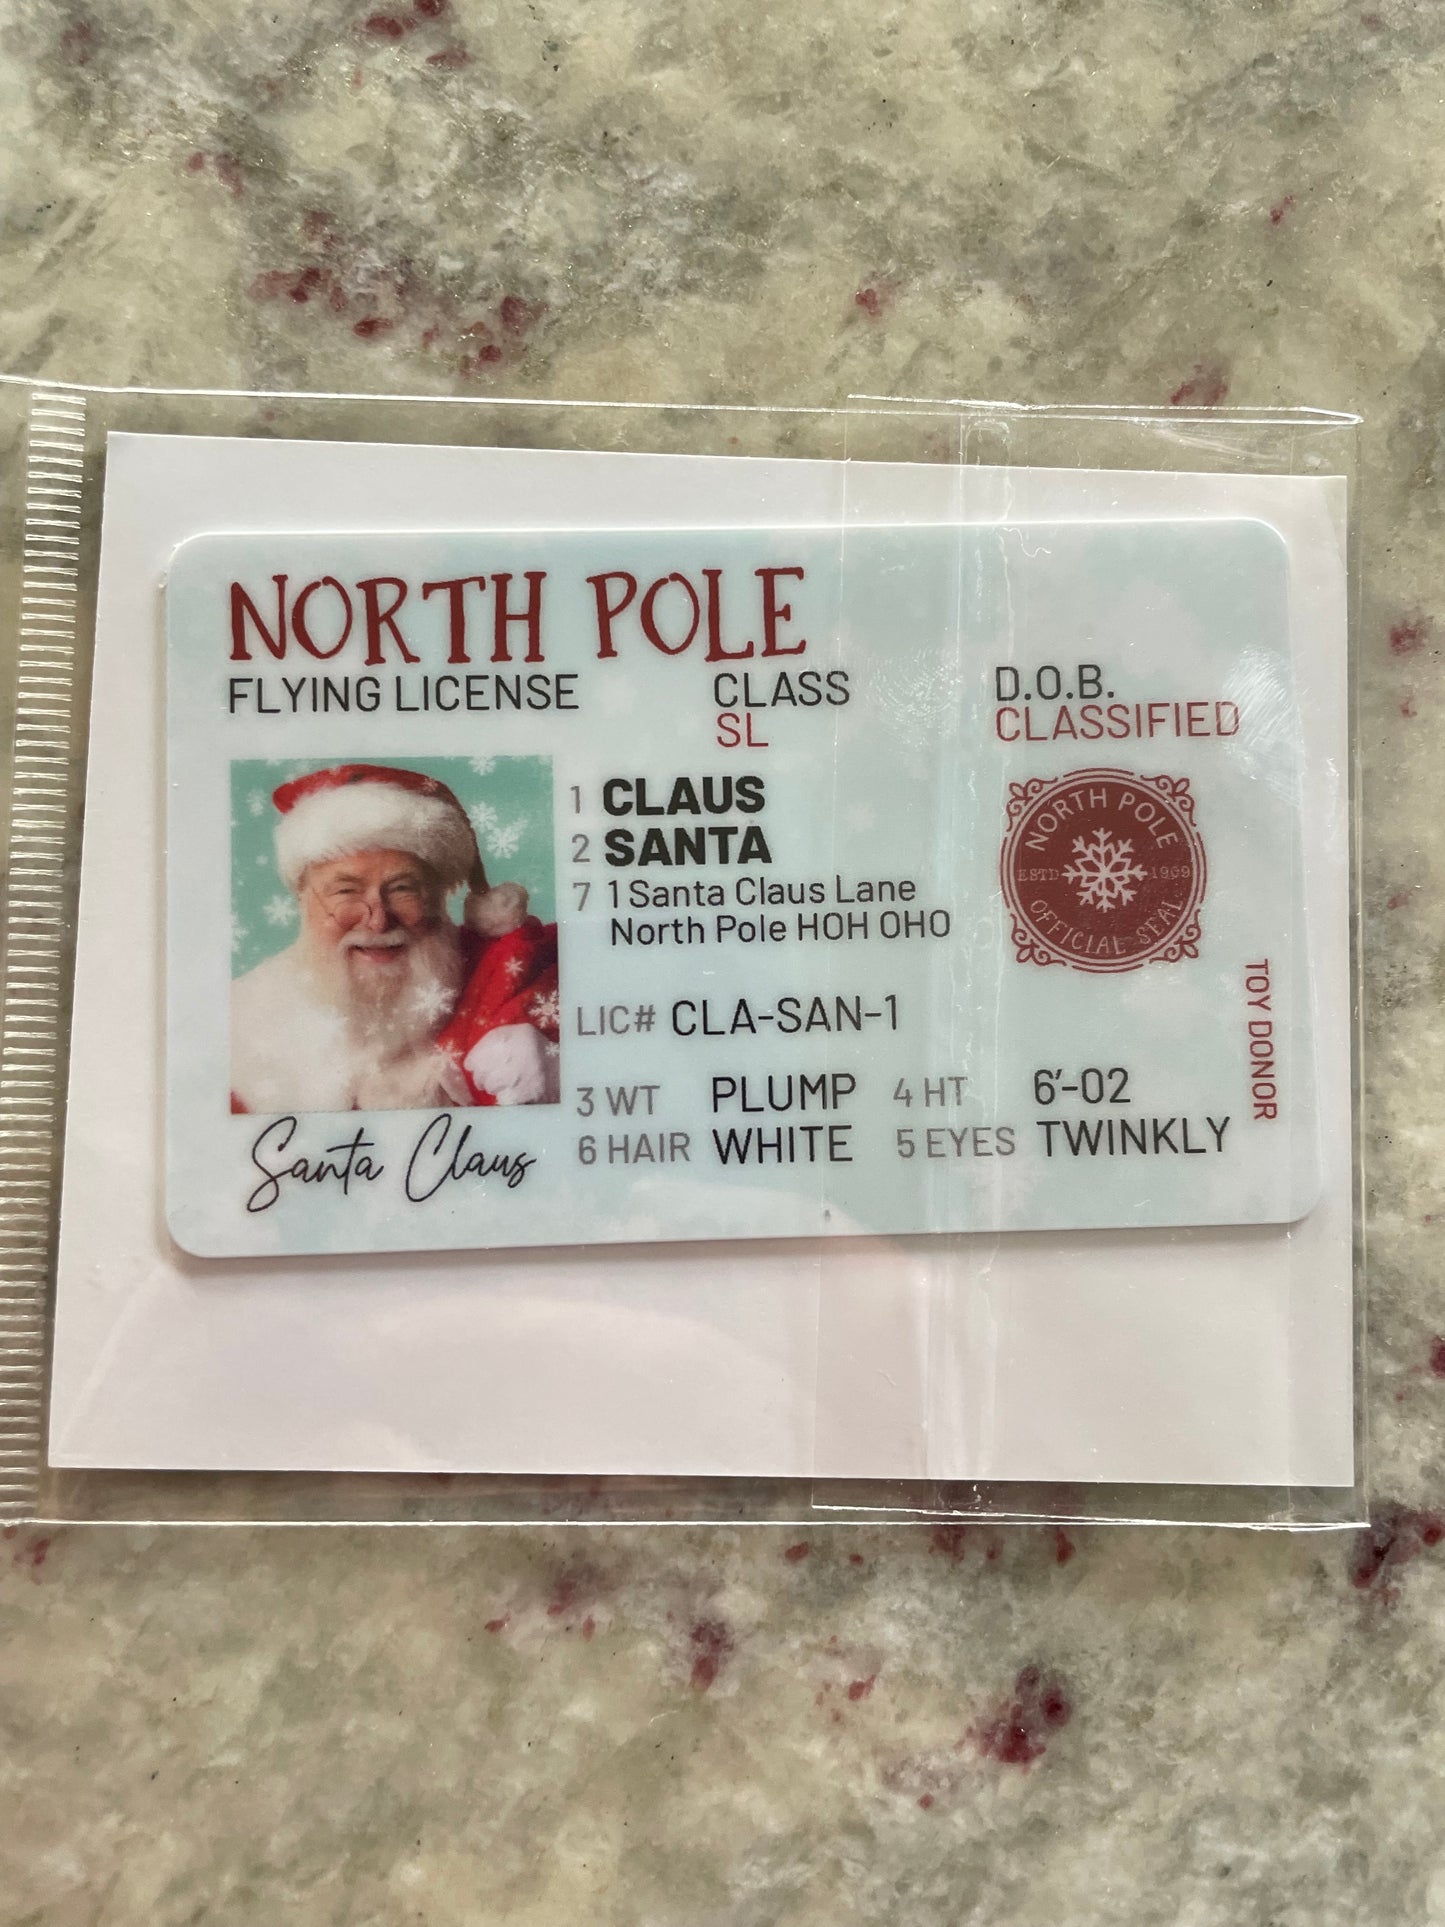 NORTH POLE
FLYING LICENSE
CLASS
SL
D.O.B.
CLASSIFIED
1 CLAUS
2 SANTA
7 1 Santa Claus Lane
North Pole HOH OHO
NORTH POLE
ESTD 1909
OFFICIAL SEAL
LIC# CLA-SAN-1
TOY DONOR
3 WT PLUMP 4 HT 6'-02
6 HAIR WHITE 5 EYES TWINKLY
Santa Claus